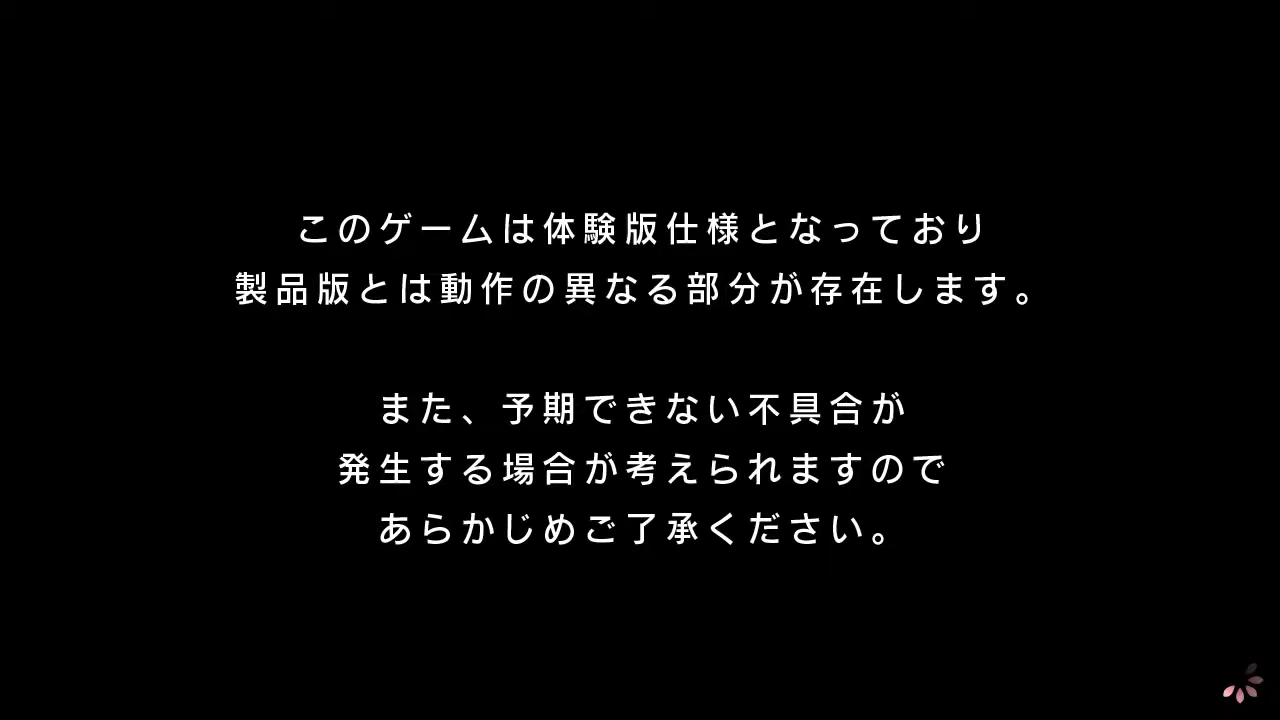 このゲームは体験版仕様となっており
製品版とは動作の異なる部分が存在します。
また、予期できない不具合が
発生する場合が考えられますので
あらかじめご了承ください。